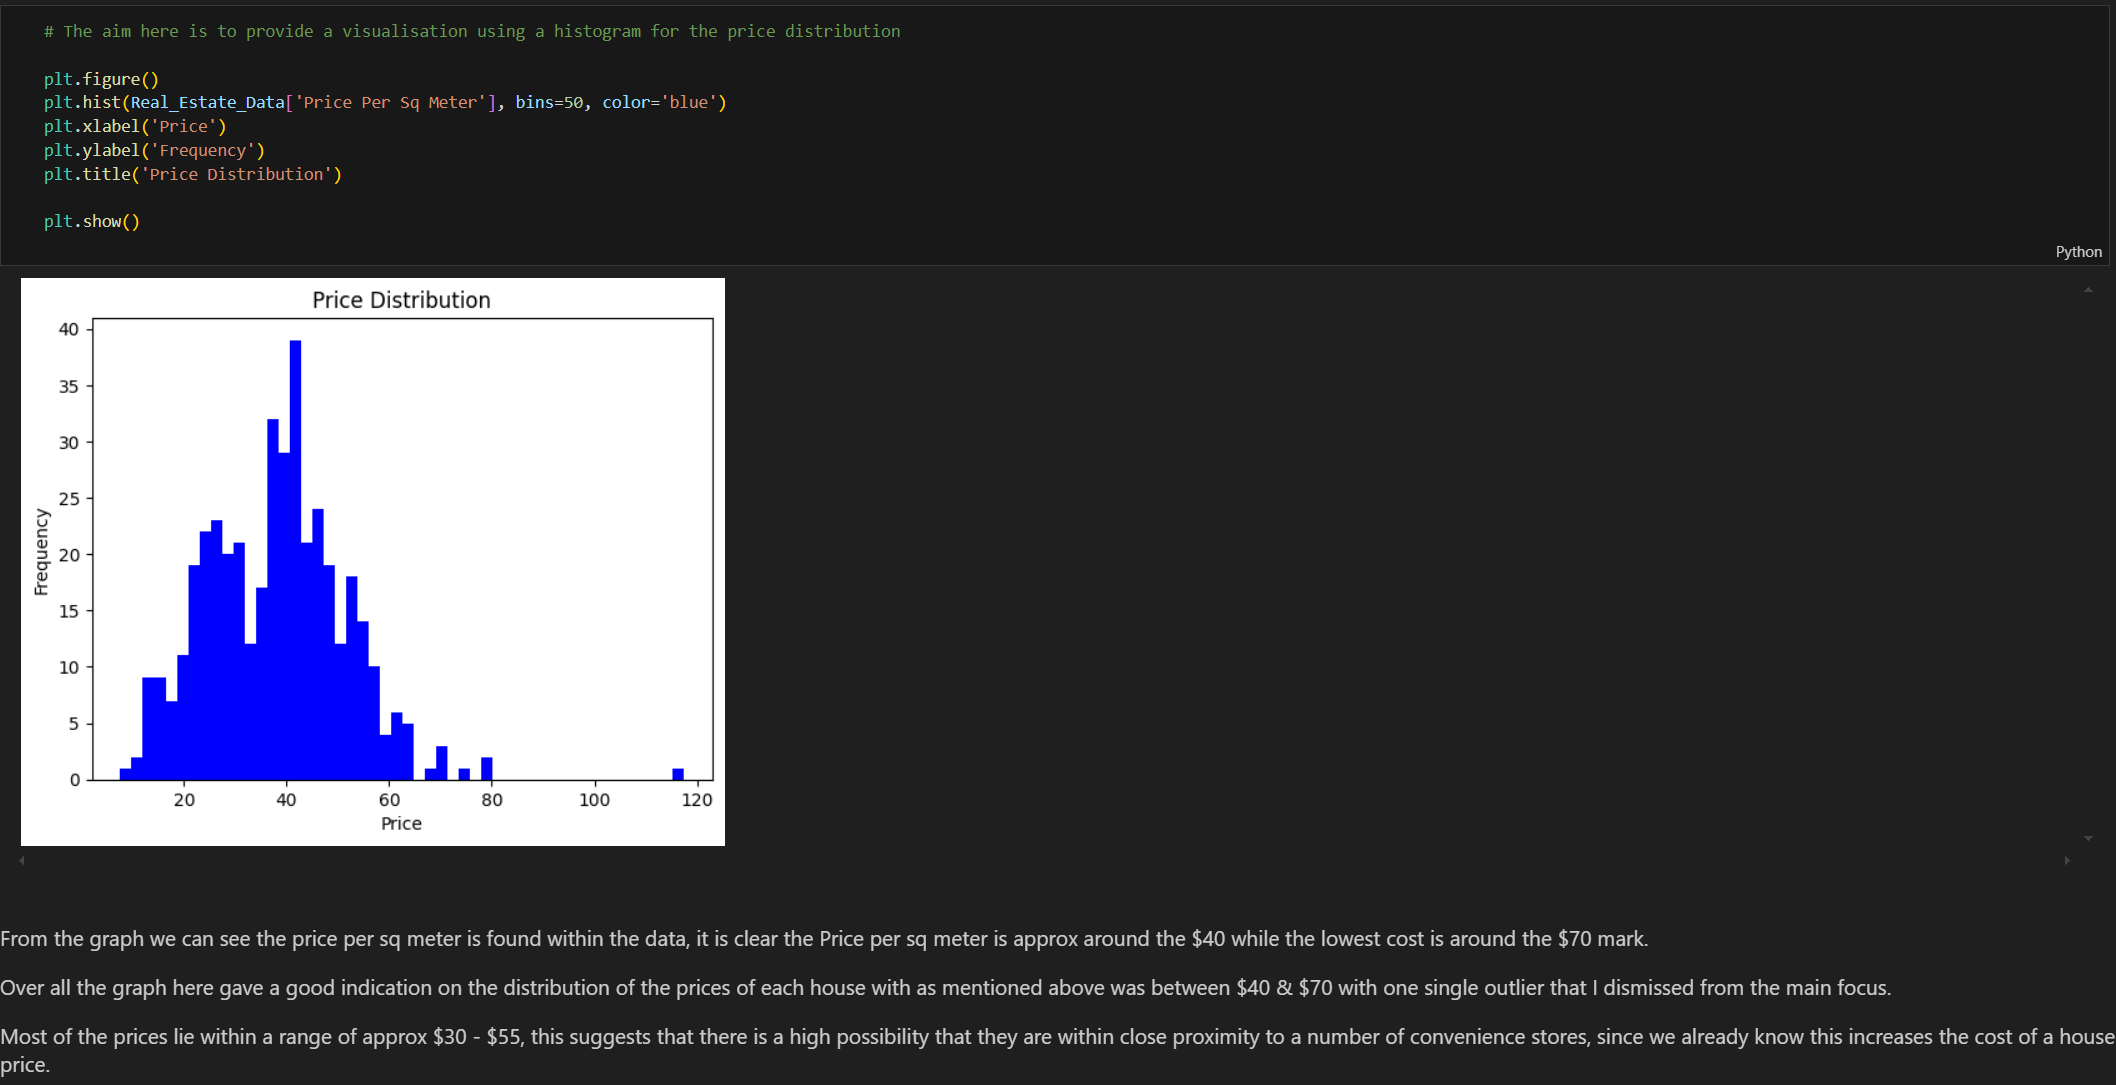 # The aim here is to provide a visualisation using a histogram for the price distribution
plt.figure()
plt.hist(Real_Estate_Data['Price Per Sq Meter'], bins=50, color='blue')
plt.xlabel('Price')
plt.ylabel('Frequency')
plt.title('Price Distribution')
plt.show()
Python
Price Distribution
40
35
30
25
20
15
10
5
0
Frequency
20 40 60 80 100 120
Price
From the graph we can see the price per sq meter is found within the data, it is clear the Price per sq meter is approx around the $40 while the lowest cost is around the $70 mark.
Over all the graph here gave a good indication on the distribution of the prices of each house with as mentioned above was between $40 & $70 with one single outlier that I dismissed from the main focus.
Most of the prices lie within a range of approx $30 - $55, this suggests that there is a high possibility that they are within close proximity to a number of convenience stores, since we already know this increases the cost of a house
price.